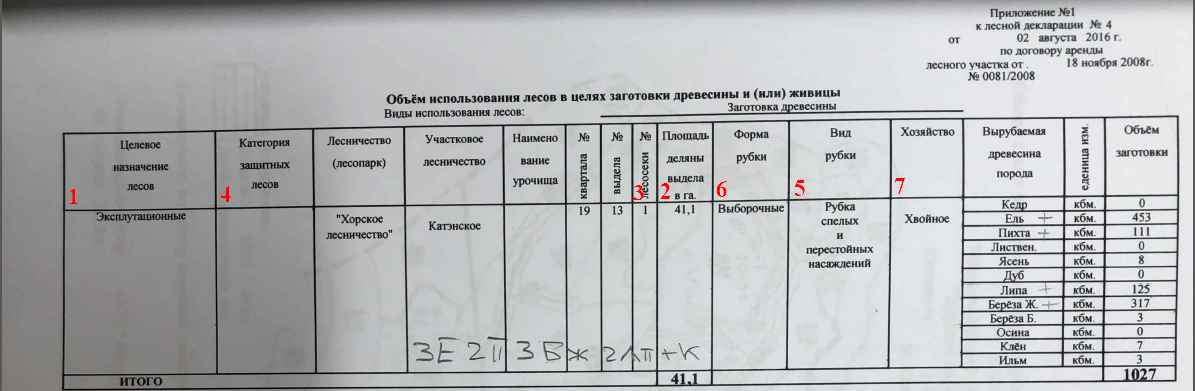 Приложение №1
к лесной декларации № 4
от 02 августа 2016 г.
по договору аренды
лесного участка от . 18 ноября 2008г.
№ 0081/2008
Объём использования лесов в целях заготовки древесины и (или) живицы
Виды использования лесов: Заготовка древесины
Целевое назначение лесов 1
Категория защитных лесов 4
Лесничество (лесопарк)
Участковое лесничество
Наимено вание урочища
№ квартала
№ выдела
№ лесосеки 3
Площадь деляны выдела в га. 2
Форма рубки 6
Вид рубки 5
Хозяйство 7
Вырубаемая древесина порода
еденица изм.
Объём заготовки
Эксплутационные
"Хорское лесничество"
Катэнское
19 13 1 41,1
Выборочные
Рубка спелых и перестойных насаждений
Хвойное
Кедр кбм. 0
Ель + кбм. 453
Пихта + кбм. 111
Листвен. кбм. 0
Ясень кбм. 8
Дуб кбм. 0
Липа + кбм. 125
Берёза Ж. + кбм. 317
Берёза Б. кбм. 3
Осина кбм. 0
Клён кбм. 7
Ильм кбм. 3
3Е 2П 3Бж 2Лп+К
ИТОГО 41,1 1027